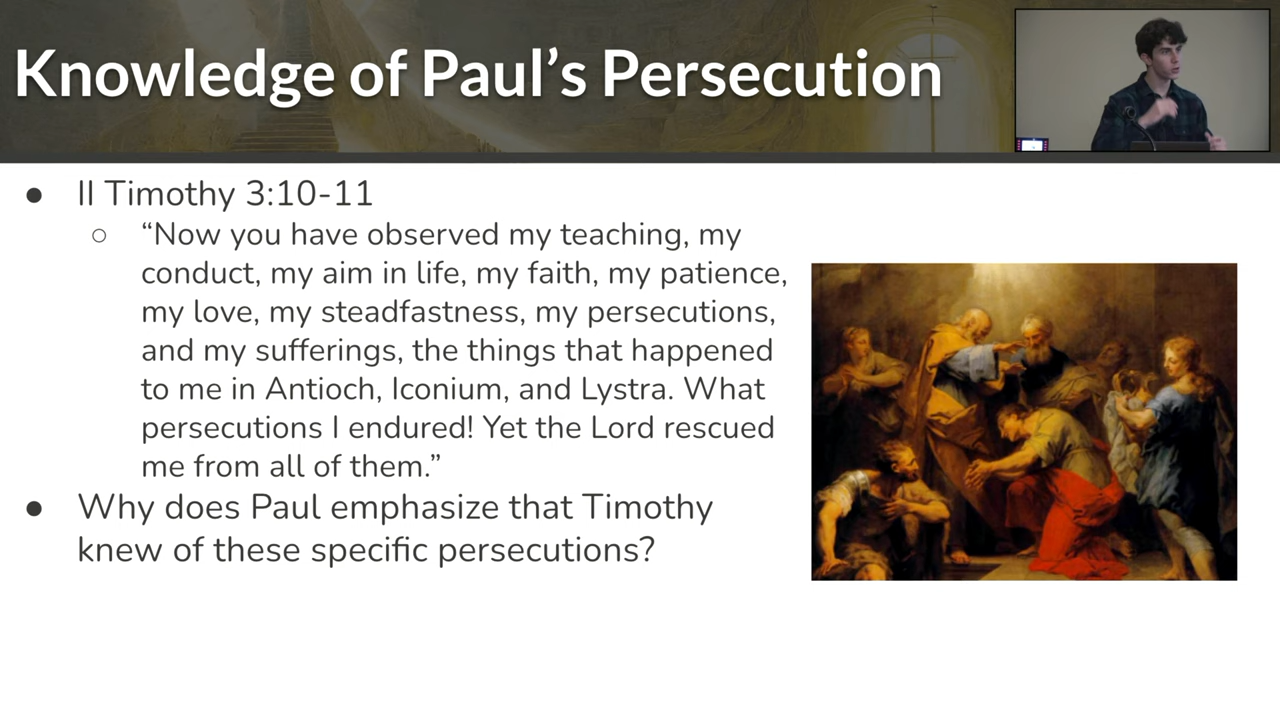 Knowledge of Paul’s Persecution
● II Timothy 3:10-11
○ “Now you have observed my teaching, my
conduct, my aim in life, my faith, my patience,
my love, my steadfastness, my persecutions,
and my sufferings, the things that happened
to me in Antioch, Iconium, and Lystra. What
persecutions I endured! Yet the Lord rescued
me from all of them.”
● Why does Paul emphasize that Timothy
knew of these specific persecutions?